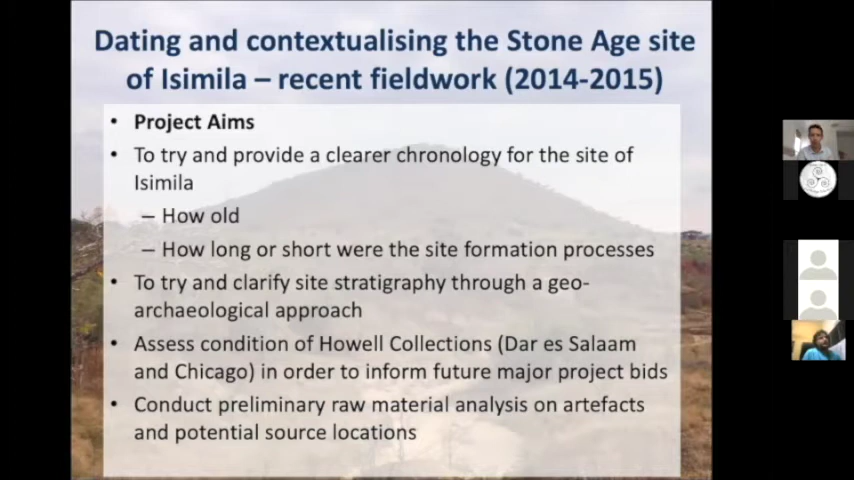 Dating and contextualising the Stone Age site
of Isimila – recent fieldwork (2014-2015)
• Project Aims
• To try and provide a clearer chronology for the site of
Isimila
– How old
– How long or short were the site formation processes
• To try and clarify site stratigraphy through a geo-
archaeological approach
• Assess condition of Howell Collections (Dar es Salaam
and Chicago) in order to inform future major project bids
• Conduct preliminary raw material analysis on artefacts
and potential source locations